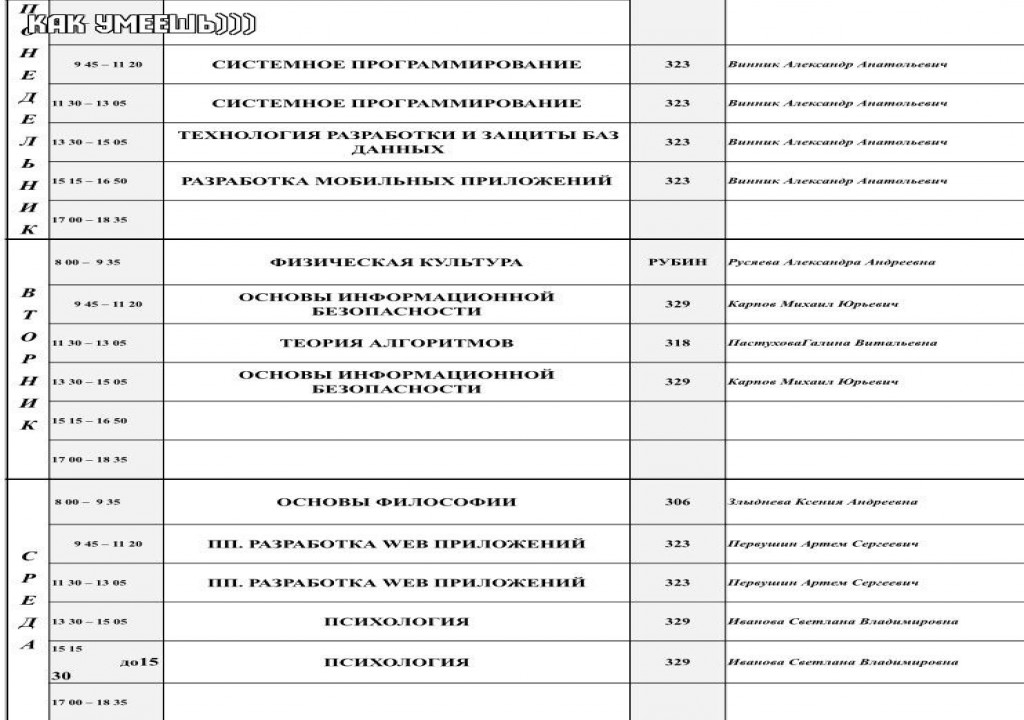 КАК УМЕЕШЬ))))
ПОНЕДЕЛЬНИК
9 45 – 11 20 СИСТЕМНОЕ ПРОГРАММИРОВАНИЕ 323 Винник Александр Анатольевич
11 30 – 13 05 СИСТЕМНОЕ ПРОГРАММИРОВАНИЕ 323 Винник Александр Анатольевич
13 30 – 15 05 ТЕХНОЛОГИЯ РАЗРАБОТКИ И ЗАЩИТЫ БАЗ
ДАННЫХ 323 Винник Александр Анатольевич
15 15 – 16 50 РАЗРАБОТКА МОБИЛЬНЫХ ПРИЛОЖЕНИЙ 323 Винник Александр Анатольевич
17 00 – 18 35
ВТОРНИК
8 00 – 9 35 ФИЗИЧЕСКАЯ КУЛЬТУРА РУБИН Русяева Александра Андреевна
9 45 – 11 20 ОСНОВЫ ИНФОРМАЦИОННОЙ
БЕЗОПАСНОСТИ 329 Карпов Михаил Юрьевич
11 30 – 13 05 ТЕОРИЯ АЛГОРИТМОВ 318 ПастуховаГалина Витальевна
13 30 – 15 05 ОСНОВЫ ИНФОРМАЦИОННОЙ
БЕЗОПАСНОСТИ 329 Карпов Михаил Юрьевич
15 15 – 16 50
17 00 – 18 35
СРЕДА
8 00 – 9 35 ОСНОВЫ ФИЛОСОФИИ 306 Злыднева Ксения Андреевна
9 45 – 11 20 ПП. РАЗРАБОТКА WEB ПРИЛОЖЕНИЙ 323 Первушин Артем Сергеевич
11 30 – 13 05 ПП. РАЗРАБОТКА WEB ПРИЛОЖЕНИЙ 323 Первушин Артем Сергеевич
13 30 – 15 05 ПСИХОЛОГИЯ 329 Иванова Светлана Владимировна
15 15
до15 ПСИХОЛОГИЯ 329 Иванова Светлана Владимировна
30
17 00 – 18 35